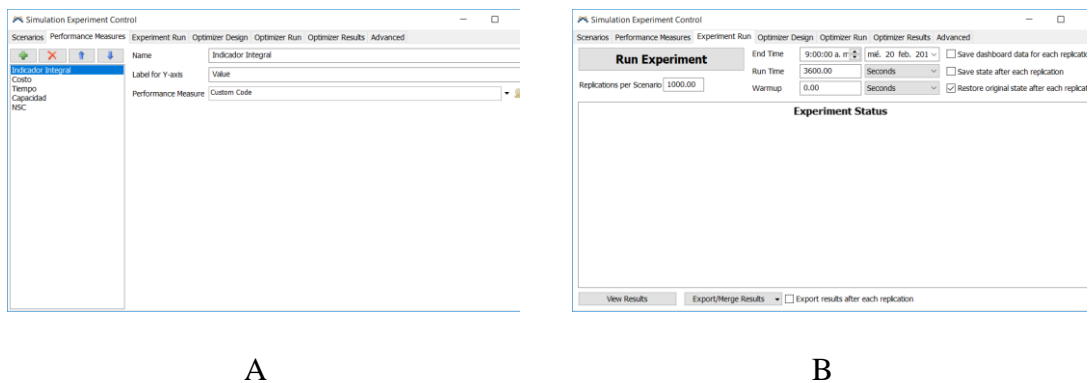 Simulation Experiment Control
Scenarios Performance Measures Experiment Run Optimizer Design Optimizer Run Optimizer Results Advanced
Name Indicador Integral
Label for Y-axis Value
Performance Measure Custom Code
Indicador Integral
Costo
Tiempo
Capacidad
NSC
A
Simulation Experiment Control
Scenarios Performance Measures Experiment Run Optimizer Design Optimizer Run Optimizer Results Advanced
Run Experiment
Replications per Scenario 1000.00
End Time 9:00:00 a. m mié. 20 feb. 201
Run Time 3600.00 Seconds
Warmup 0.00 Seconds
Save dashboard data for each replicatio
Save state after each replication
Restore original state after each replicat
Experiment Status
View Results Export/Merge Results Export results after each replication
B